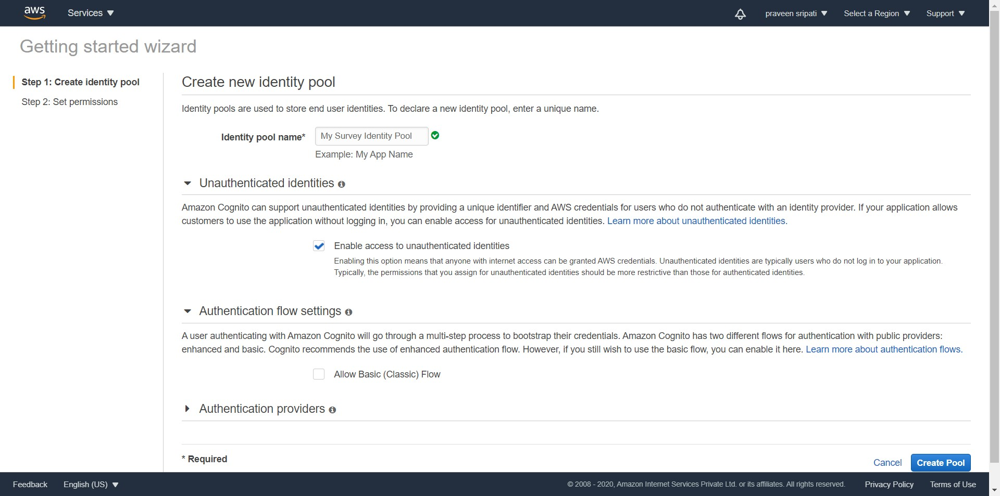 aws
Services
praveen sripati
Select a Region
Support
Getting started wizard
Step 1: Create identity pool
Step 2: Set permissions
Create new identity pool
Identity pools are used to store end user identities. To declare a new identity pool, enter a unique name.
Identity pool name*
My Survey Identity Pool
Example: My App Name
Unauthenticated identities
Amazon Cognito can support unauthenticated identities by providing a unique identifier and AWS credentials for users who do not authenticate with an identity provider. If your application allows
customers to use the application without logging in, you can enable access for unauthenticated identities. Learn more about unauthenticated identities.
Enable access to unauthenticated identities
Enabling this option means that anyone with internet access can be granted AWS credentials. Unauthenticated identities are typically users who do not log in to your application.
Typically, the permissions that you assign for unauthenticated identities should be more restrictive than those for authenticated identities.
Authentication flow settings
A user authenticating with Amazon Cognito will go through a multi-step process to bootstrap their credentials. Amazon Cognito has two different flows for authentication with public providers:
enhanced and basic. Cognito recommends the use of enhanced authentication flow. However, if you still wish to use the basic flow, you can enable it here. Learn more about authentication flows.
Allow Basic (Classic) Flow
Authentication providers
* Required
Cancel
Create Pool
Feedback
English (US)
© 2008 - 2020, Amazon Internet Services Private Ltd. or its affiliates. All rights reserved.
Privacy Policy
Terms of Use